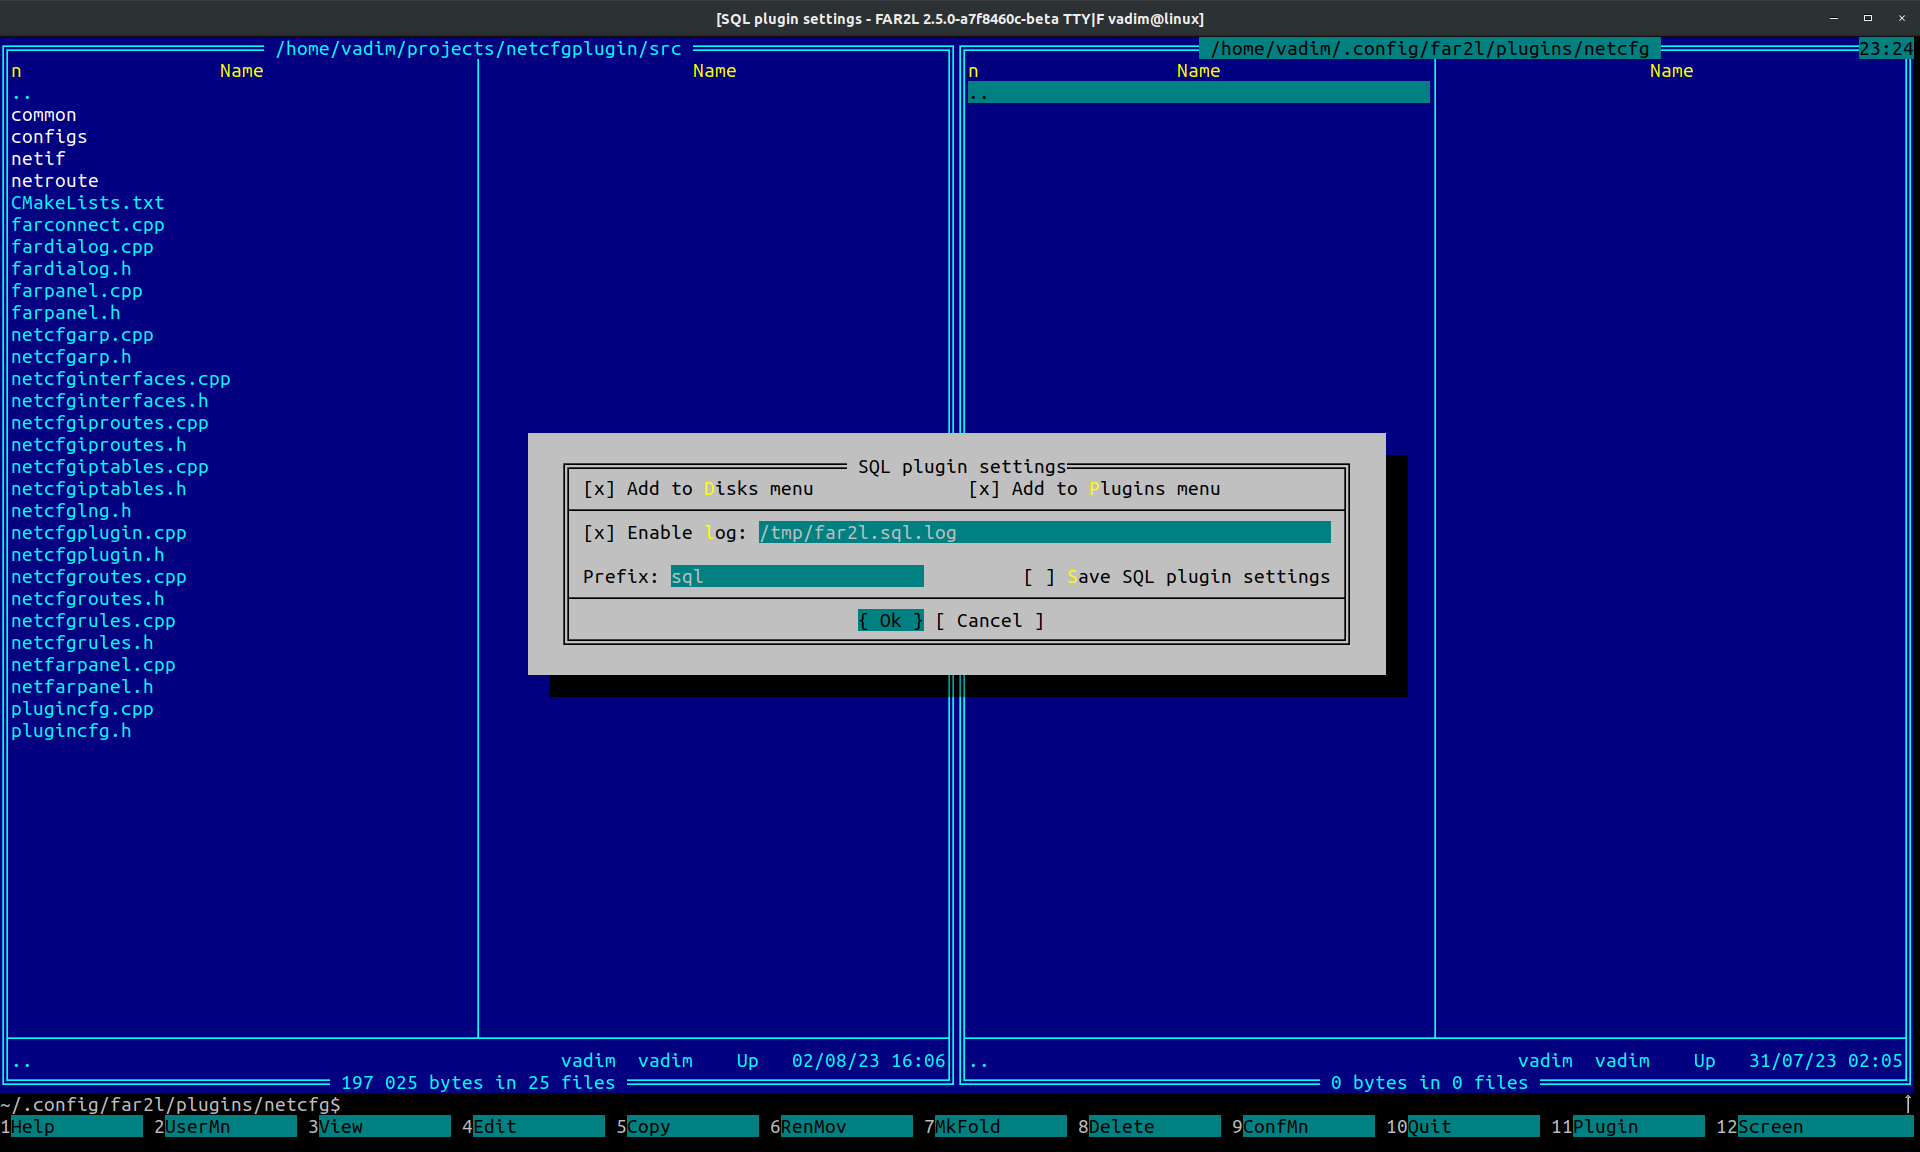 [SQL plugin settings - FAR2L 2.5.0-a7f8460c-beta TTY|F vadim@linux]
/home/vadim/projects/netcfgplugin/src
/home/vadim/.config/far2l/plugins/netcfg
23:24
n Name Name
n Name Name
..
..
common
configs
netif
netroute
CMakeLists.txt
farconnect.cpp
fardialog.cpp
fardialog.h
farpanel.cpp
farpanel.h
netcfgarp.cpp
netcfgarp.h
netcfginterfaces.cpp
netcfginterfaces.h
netcfgiproutes.cpp
netcfgiproutes.h
netcfgiptables.cpp
netcfgiptables.h
netcfglng.h
netcfgplugin.cpp
netcfgplugin.h
netcfgroutes.cpp
netcfgroutes.h
netcfgrules.cpp
netcfgrules.h
netfarpanel.cpp
netfarpanel.h
plugincfg.cpp
plugincfg.h
SQL plugin settings
[x] Add to Disks menu [x] Add to Plugins menu
[x] Enable log: /tmp/far2l.sql.log
Prefix: sql [ ] Save SQL plugin settings
{ Ok } [ Cancel ]
.. vadim vadim Up 02/08/23 16:06
.. vadim vadim Up 31/07/23 02:05
197 025 bytes in 25 files
0 bytes in 0 files
~/.config/far2l/plugins/netcfg$
1Help 2UserMn 3View 4Edit 5Copy 6RenMov 7MkFold 8Delete 9ConfMn 10Quit 11Plugin 12Screen